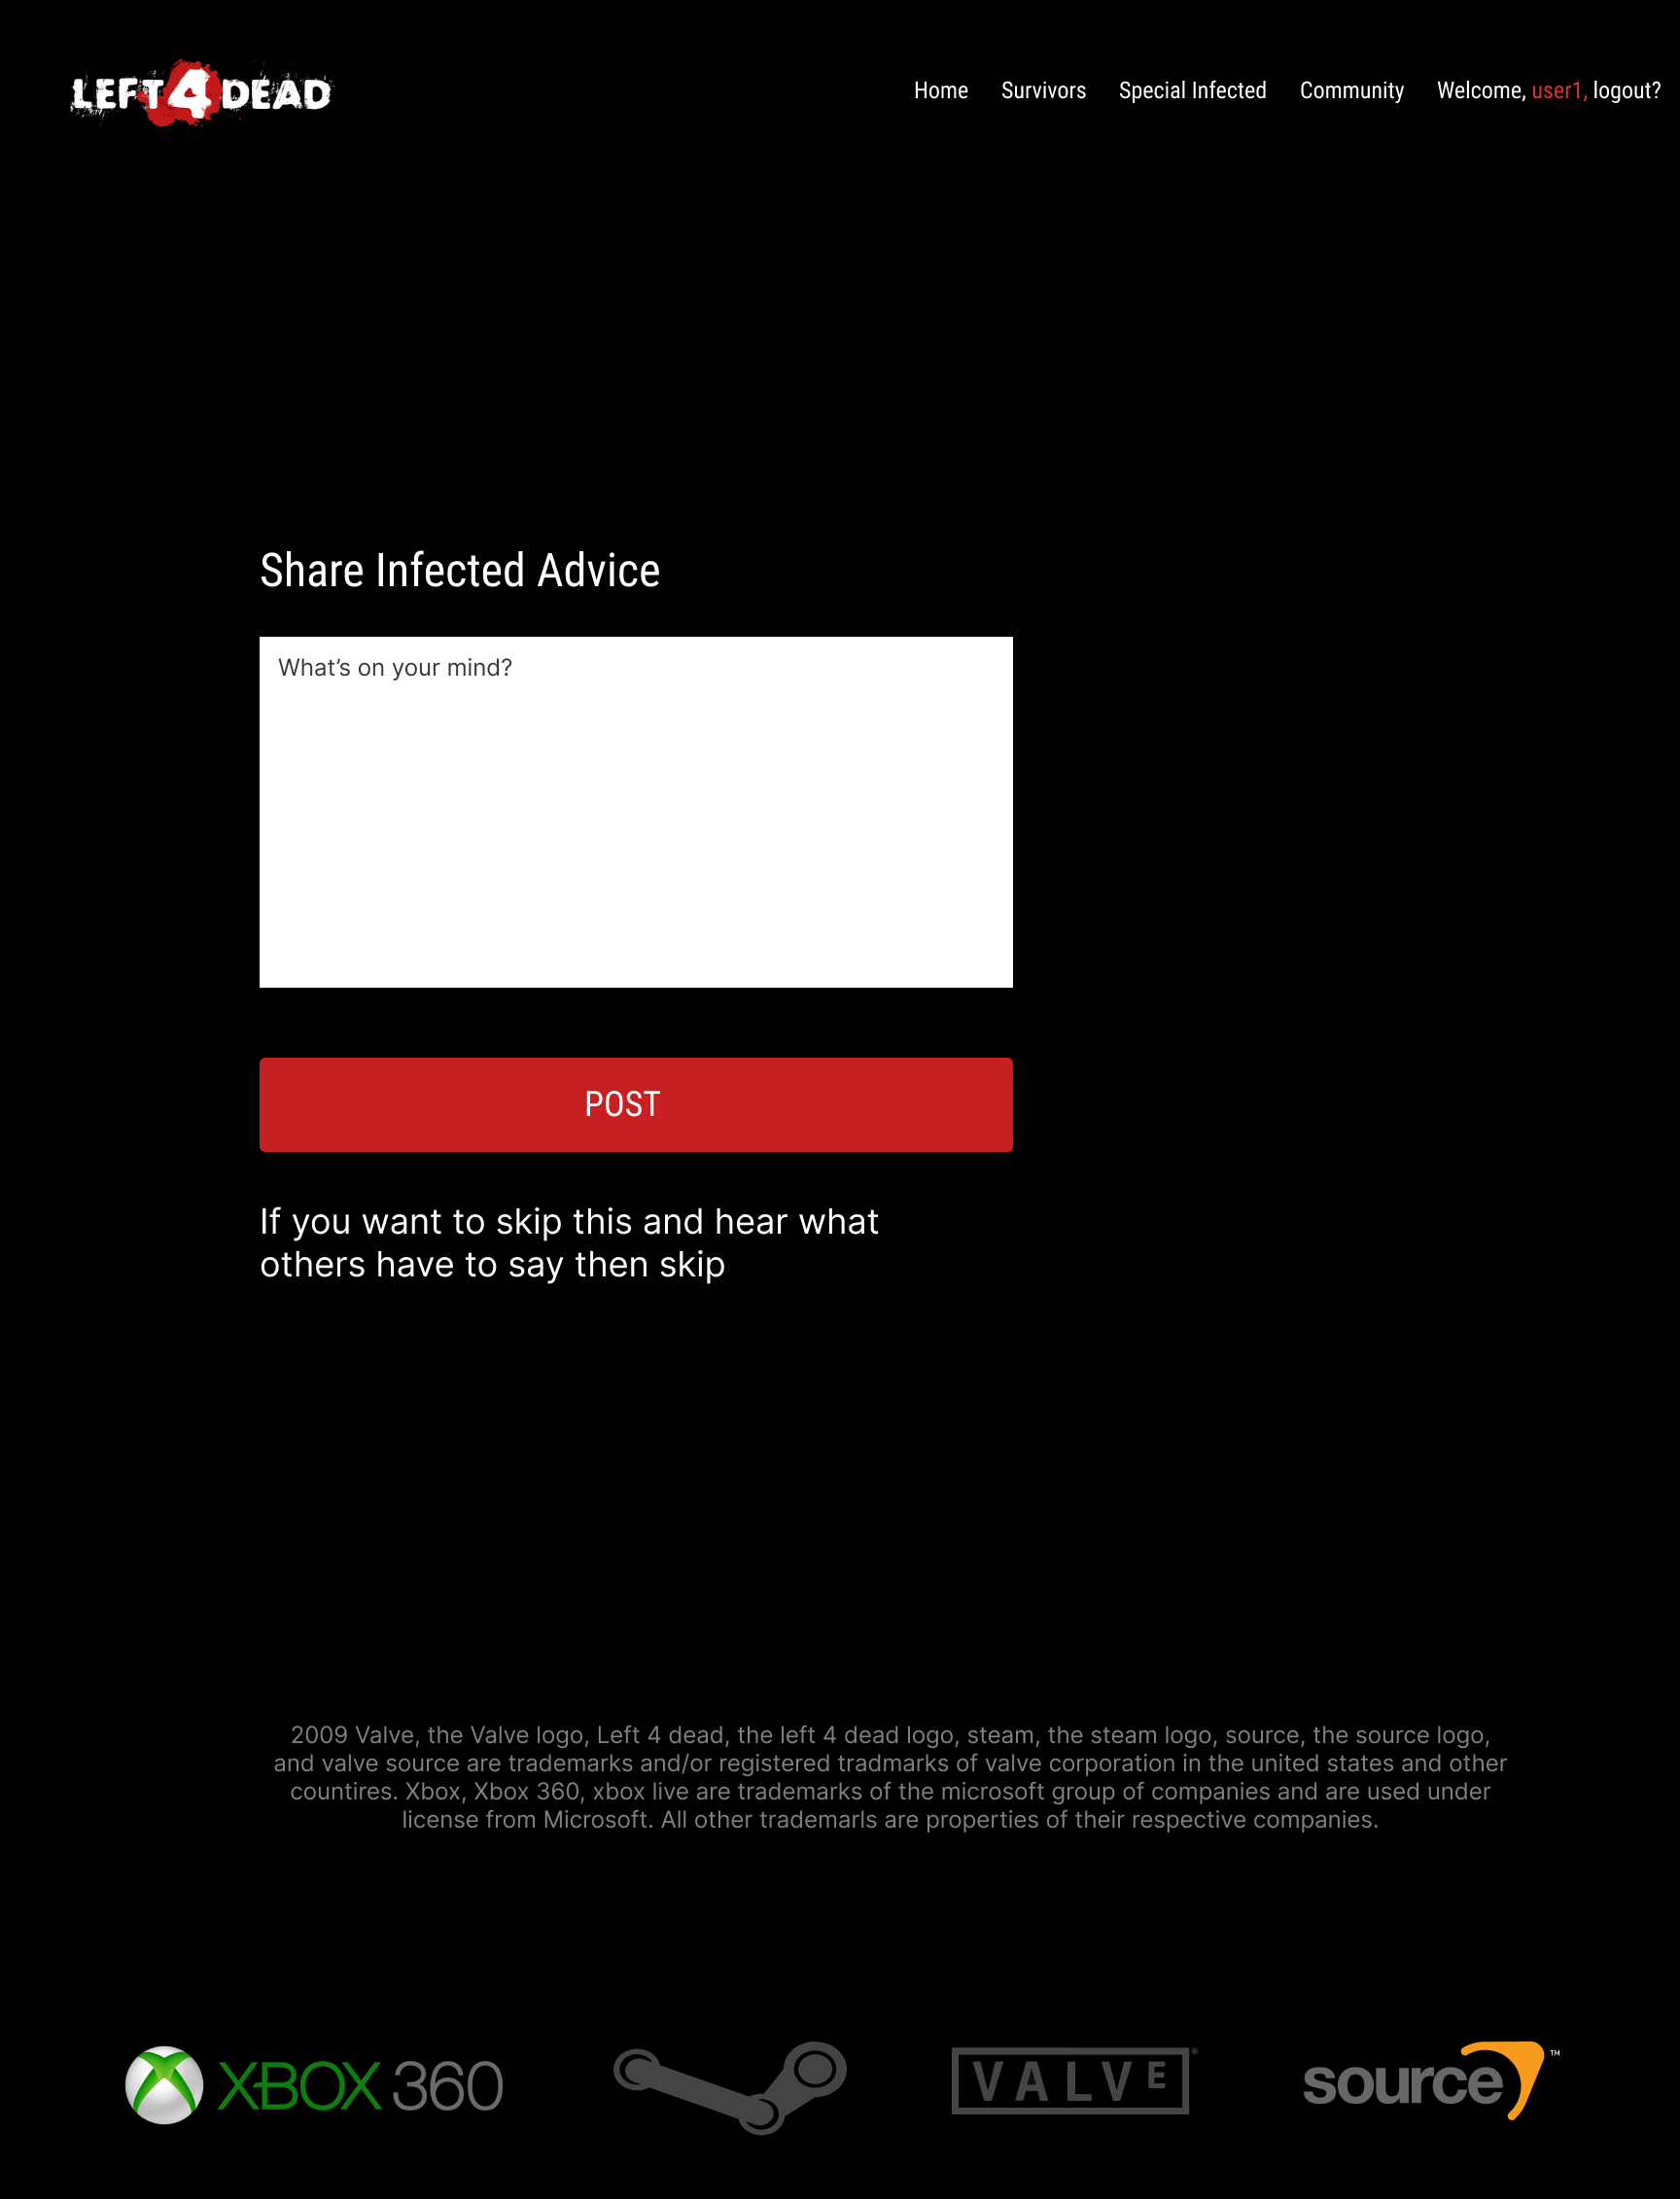 LEFT 4 DEAD
Home Survivors Special Infected Community Welcome, user1, logout?
Share Infected Advice
What’s on your mind?
POST
If you want to skip this and hear what
others have to say then skip
2009 Valve, the Valve logo, Left 4 dead, the left 4 dead logo, steam, the steam logo, source, the source logo,
and valve source are trademarks and/or registered tradmarks of valve corporation in the united states and other
countires. Xbox, Xbox 360, xbox live are trademarks of the microsoft group of companies and are used under
license from Microsoft. All other trademarls are properties of their respective companies.
XBOX 360 VALVE® source™